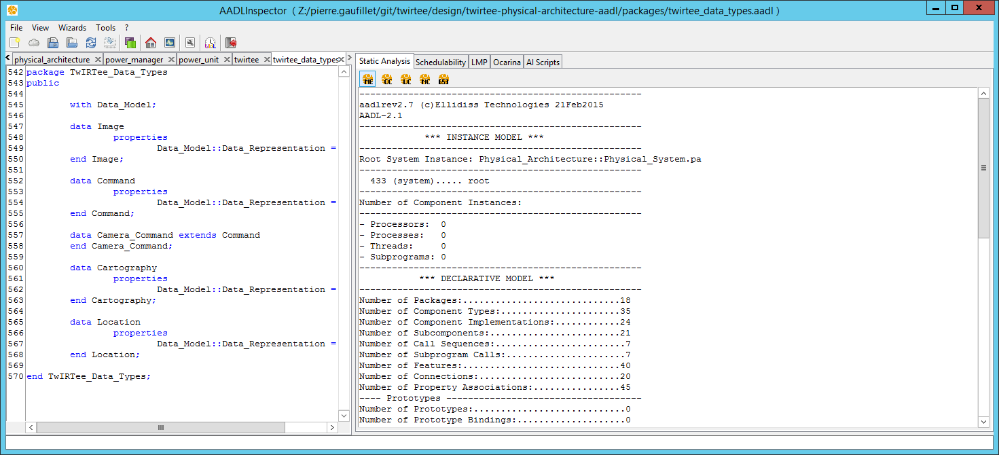 AADLInspector ( Z:/pierre.gaufillet/git/twirtee/design/twirtee-physical-architecture-aadl/packages/twirtee_data_types.aadl )
File View Wizards Tools ?
physical_architecture power_manager power_unit twirtee twirtee_data_types
542 package TwIRTee_Data_Types
543 public
544
545 with Data_Model;
546
547 data Image
548 properties
549 Data_Model::Data_Representation =
550 end Image;
551
552 data Command
553 properties
554 Data_Model::Data_Representation =
555 end Command;
556
557 data Camera_Command extends Command
558 end Camera_Command;
559
560 data Cartography
561 properties
562 Data_Model::Data_Representation =
563 end Cartography;
564
565 data Location
566 properties
567 Data_Model::Data_Representation =
568 end Location;
569
570 end TwIRTee_Data_Types;
Static Analysis Schedulability LMP Ocarina AI Scripts
ME CC LC NC 653
----------------------------------------------------
aadlrev2.7 (c)Ellidiss Technologies 21Feb2015
AADL-2.1
----------------------------------------------------
*** INSTANCE MODEL ***
----------------------------------------------------
Root System Instance: Physical_Architecture::Physical_System.pa
----------------------------------------------------
433 (system)..... root
----------------------------------------------------
Number of Component Instances:
----------------------------------------------------
- Processors: 0
- Processes: 0
- Threads: 0
- Subprograms: 0
----------------------------------------------------
*** DECLARATIVE MODEL ***
----------------------------------------------------
Number of Packages:.............................18
Number of Component Types:......................35
Number of Component Implementations:............24
Number of Subcomponents:........................21
Number of Call Sequences:........................7
Number of Subprogram Calls:......................7
Number of Features:.............................40
Number of Connections:..........................20
Number of Property Associations:................45
---- Prototypes ------------------------------------
Number of Prototypes:............................0
Number of Prototype Bindings:....................0